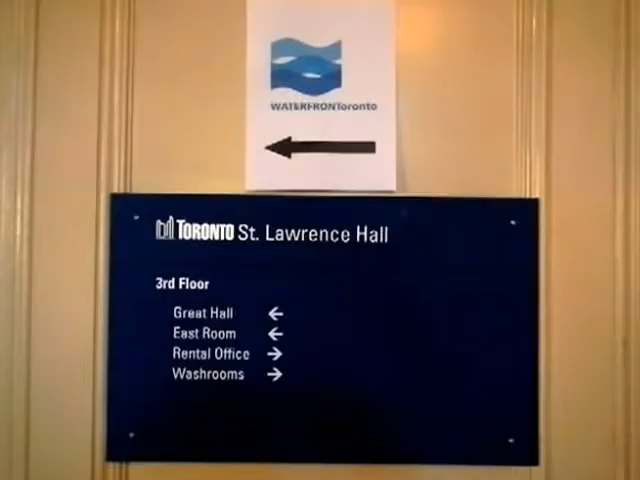 WATERFRONToronto
TORONTO St. Lawrence Hall
3rd Floor
Great Hall ←
East Room ←
Rental Office →
Washrooms →